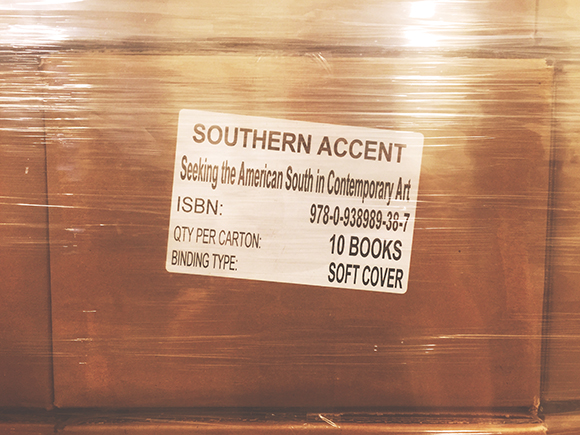 SOUTHERN ACCENT
Seeking the American South in Contemporary Art
ISBN: 978-0-938989-38-7
QTY PER CARTON: 10 BOOKS
BINDING TYPE: SOFT COVER